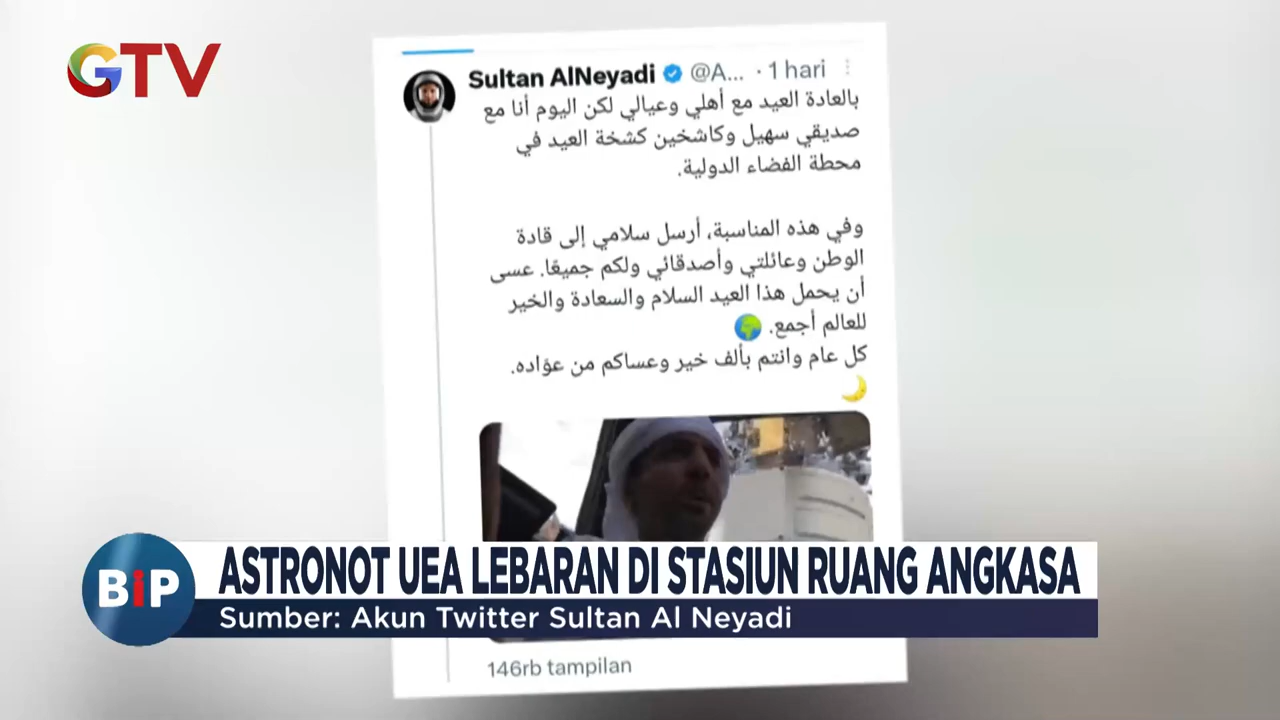 GTV
Sultan AlNeyadi @A... · 1 hari
بالعادة العيد مع أهلي وعيالي لكن اليوم أنا مع
صديقي سهيل وكاشخين كشخة العيد في
محطة الفضاء الدولية.
وفي هذه المناسبة، أرسل سلامي إلى قادة
الوطن وعائلتي وأصدقائي ولكم جميعًا. عسى
أن يحمل هذا العيد السلام والسعادة والخير
للعالم أجمع. 🌍
كل عام وانتم بألف خير وعساكم من عوّاده.
🌙
BiP
ASTRONOT UEA LEBARAN DI STASIUN RUANG ANGKASA
Sumber: Akun Twitter Sultan Al Neyadi
146rb tampilan